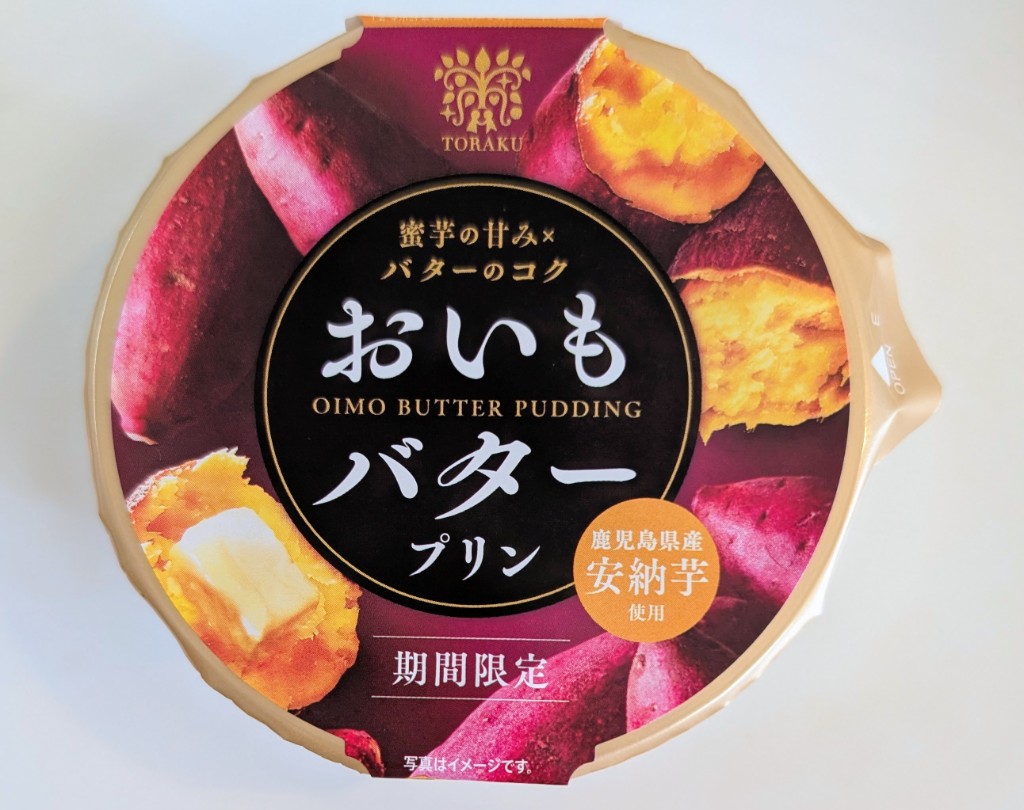 TORAKU
蜜芋の甘み×
バターのコク
おいも
OIMO BUTTER PUDDING
バター
プリン
鹿児島県産
安納芋
使用
期間限定
写真はイメージです。
OPEN